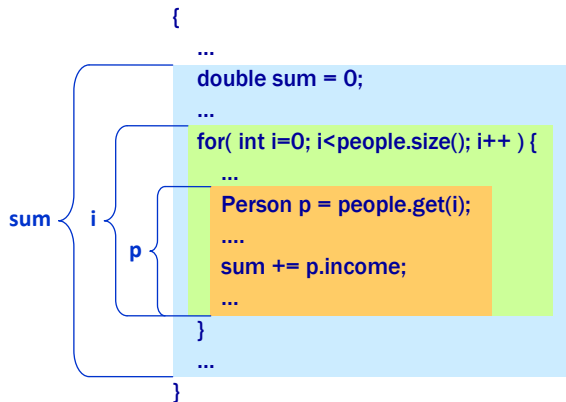 {
...
double sum = 0;
...
for( int i=0; i<people.size(); i++ ) {
...
Person p = people.get(i);
sum i
p
....
sum += p.income;
...
}
...
}